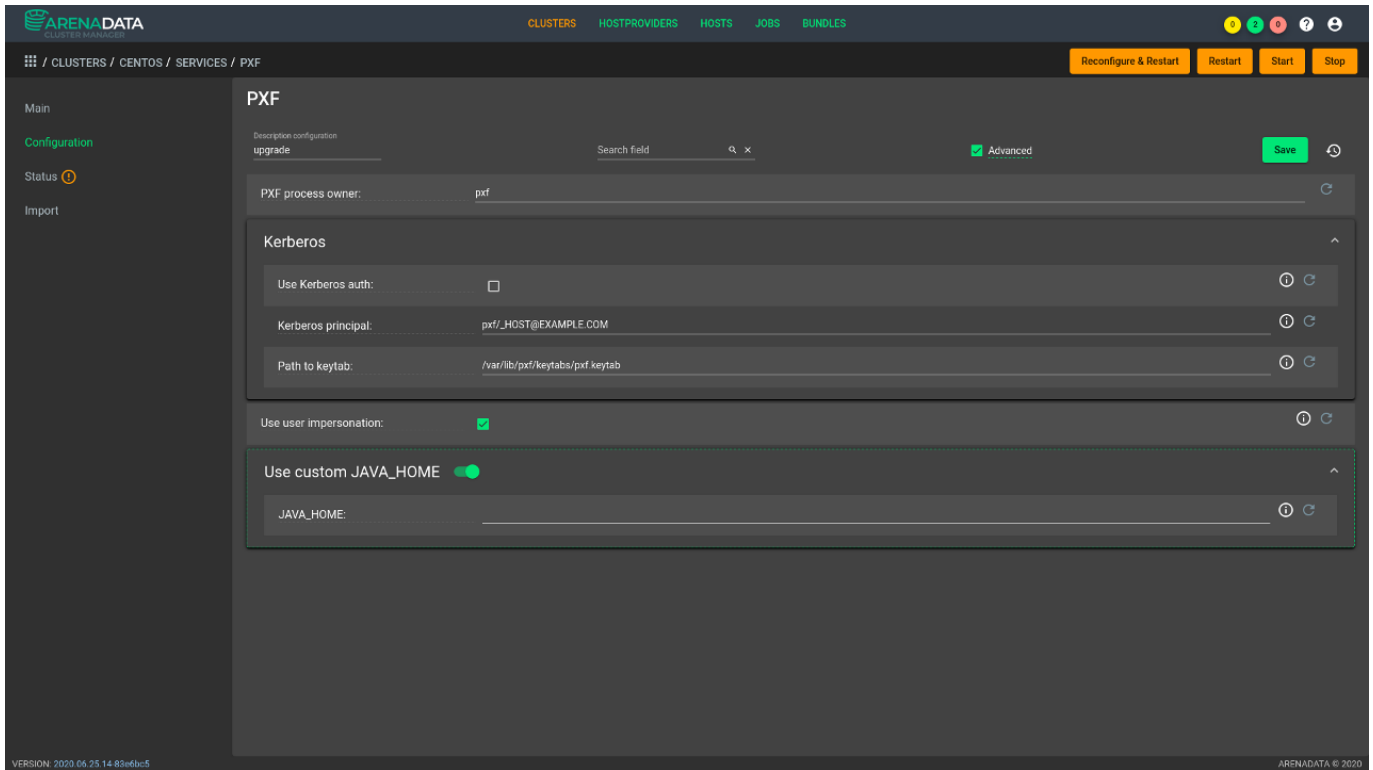 ARENADATA
CLUSTER MANAGER
CLUSTERS HOSTPROVIDERS HOSTS JOBS BUNDLES
0 2 0 ?
/ CLUSTERS / CENTOS / SERVICES / PXF
Reconfigure & Restart Restart Start Stop
Main
Configuration
Status
Import
PXF
Description configuration
upgrade
Search field
Advanced
Save
PXF process owner: pxf
Kerberos
Use Kerberos auth:
Kerberos principal: pxf/_HOST@EXAMPLE.COM
Path to keytab: /var/lib/pxf/keytabs/pxf.keytab
Use user impersonation:
Use custom JAVA_HOME
JAVA_HOME:
VERSION: 2020.06.25.14-83e6bc5
ARENADATA © 2020